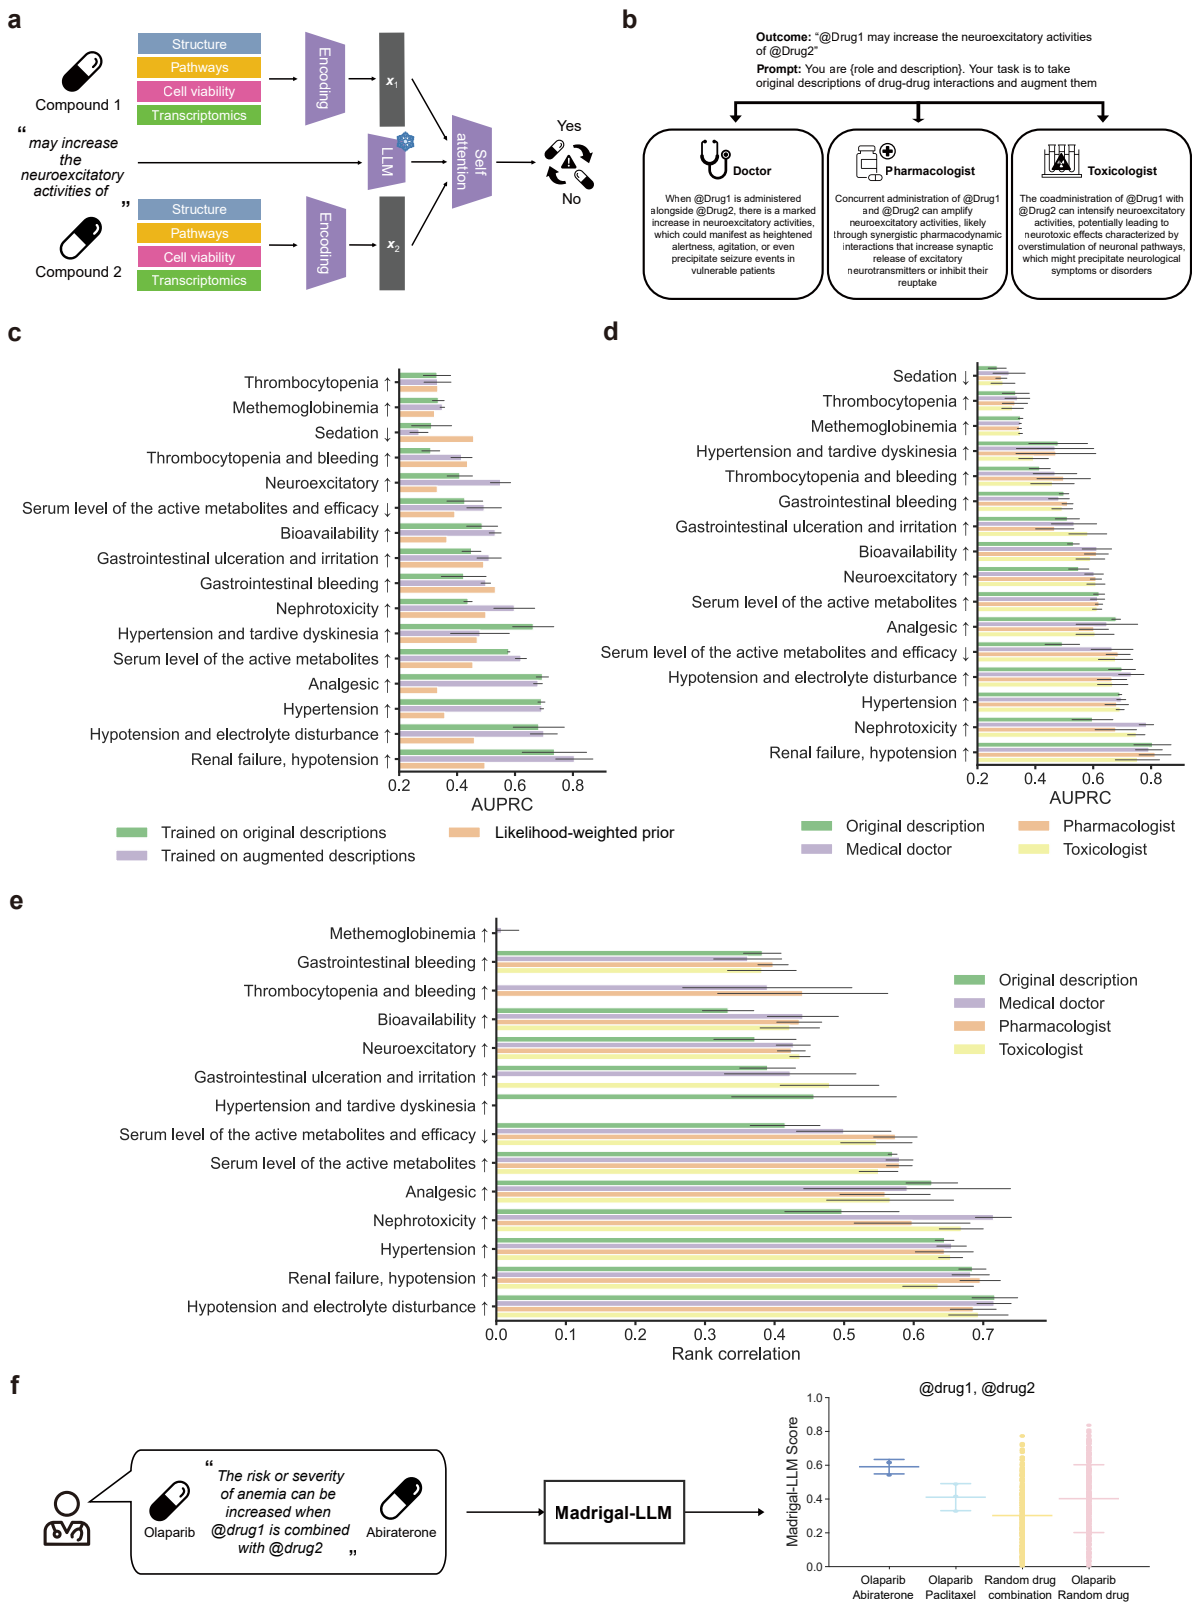 a
Structure
Pathways
Cell viability
Transcriptomics
Compound 1
Encoding
x1
“
may increase
the
neuroexcitatory
activities of
”
LLM
Self
attention
Yes
No
Structure
Pathways
Cell viability
Transcriptomics
Compound 2
Encoding
x2
b
Outcome: “@Drug1 may increase the neuroexcitatory activities
of @Drug2”
Prompt: You are {role and description}. Your task is to take
original descriptions of drug-drug interactions and augment them
Doctor
When @Drug1 is administered
alongside @Drug2, there is a marked
increase in neuroexcitatory activities,
which could manifest as heightened
alertness, agitation, or even
precipitate seizure events in
vulnerable patients
Pharmacologist
Concurrent administration of @Drug1
and @Drug2 can amplify
neuroexcitatory activities, likely
through synergistic pharmacodynamic
interactions that increase synaptic
release of excitatory
neurotransmitters or inhibit their
reuptake
Toxicologist
The coadministration of @Drug1 with
@Drug2 can intensify neuroexcitatory
activities, potentially leading to
neurotoxic effects characterized by
overstimulation of neuronal pathways,
which might precipitate neurological
symptoms or disorders
c
Thrombocytopenia ↑
Methemoglobinemia ↑
Sedation ↓
Thrombocytopenia and bleeding ↑
Neuroexcitatory ↑
Serum level of the active metabolites and efficacy ↓
Bioavailability ↑
Gastrointestinal ulceration and irritation ↑
Gastrointestinal bleeding ↑
Nephrotoxicity ↑
Hypertension and tardive dyskinesia ↑
Serum level of the active metabolites ↑
Analgesic ↑
Hypertension ↑
Hypotension and electrolyte disturbance ↑
Renal failure, hypotension ↑
0.2 0.4 0.6 0.8
AUPRC
Trained on original descriptions
Trained on augmented descriptions
Likelihood-weighted prior
d
Sedation ↓
Thrombocytopenia ↑
Methemoglobinemia ↑
Hypertension and tardive dyskinesia ↑
Thrombocytopenia and bleeding ↑
Gastrointestinal bleeding ↑
Gastrointestinal ulceration and irritation ↑
Bioavailability ↑
Neuroexcitatory ↑
Serum level of the active metabolites ↑
Analgesic ↑
Serum level of the active metabolites and efficacy ↓
Hypotension and electrolyte disturbance ↑
Hypertension ↑
Nephrotoxicity ↑
Renal failure, hypotension ↑
0.2 0.4 0.6 0.8
AUPRC
Original description
Medical doctor
Pharmacologist
Toxicologist
e
Methemoglobinemia ↑
Gastrointestinal bleeding ↑
Thrombocytopenia and bleeding ↑
Bioavailability ↑
Neuroexcitatory ↑
Gastrointestinal ulceration and irritation ↑
Hypertension and tardive dyskinesia ↑
Serum level of the active metabolites and efficacy ↓
Serum level of the active metabolites ↑
Analgesic ↑
Nephrotoxicity ↑
Hypertension ↑
Renal failure, hypotension ↑
Hypotension and electrolyte disturbance ↑
0.0 0.1 0.2 0.3 0.4 0.5 0.6 0.7
Rank correlation
Original description
Medical doctor
Pharmacologist
Toxicologist
f
Olaparib
“
The risk or severity
of anemia can be
increased when
@drug1 is combined
with @drug2
”
Abiraterone
Madrigal-LLM
@drug1, @drug2
Madrigal-LLM Score
1.0
0.8
0.6
0.4
0.2
0.0
Olaparib
Abiraterone
Olaparib
Paclitaxel
Random drug
combination
Olaparib
Random drug